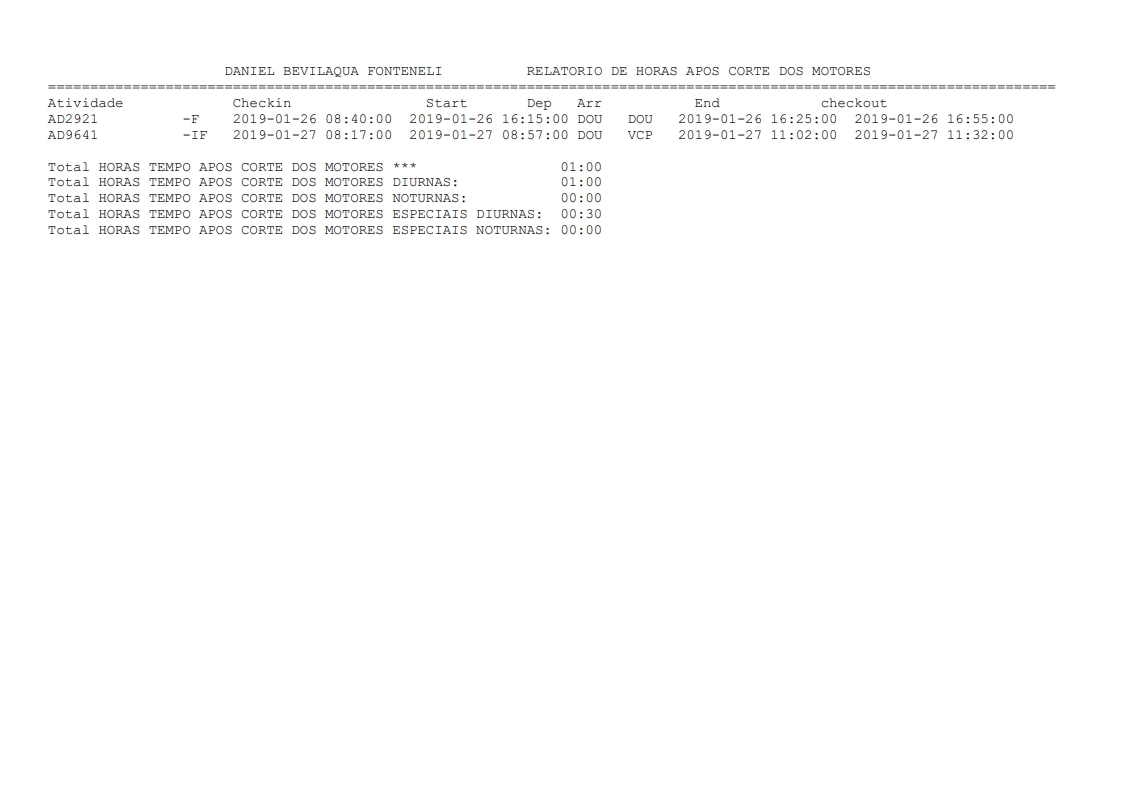 DANIEL BEVILAQUA FONTENELI          RELATORIO DE HORAS APOS CORTE DOS MOTORES
========================================================================================================================
Atividade             Checkin                Start       Dep   Arr           End            checkout
AD2921          -F    2019-01-26 08:40:00  2019-01-26 16:15:00 DOU   DOU   2019-01-26 16:25:00  2019-01-26 16:55:00
AD9641          -IF   2019-01-27 08:17:00  2019-01-27 08:57:00 DOU   VCP   2019-01-27 11:02:00  2019-01-27 11:32:00
Total HORAS TEMPO APOS CORTE DOS MOTORES ***                 01:00
Total HORAS TEMPO APOS CORTE DOS MOTORES DIURNAS:            01:00
Total HORAS TEMPO APOS CORTE DOS MOTORES NOTURNAS:           00:00
Total HORAS TEMPO APOS CORTE DOS MOTORES ESPECIAIS DIURNAS:  00:30
Total HORAS TEMPO APOS CORTE DOS MOTORES ESPECIAIS NOTURNAS: 00:00